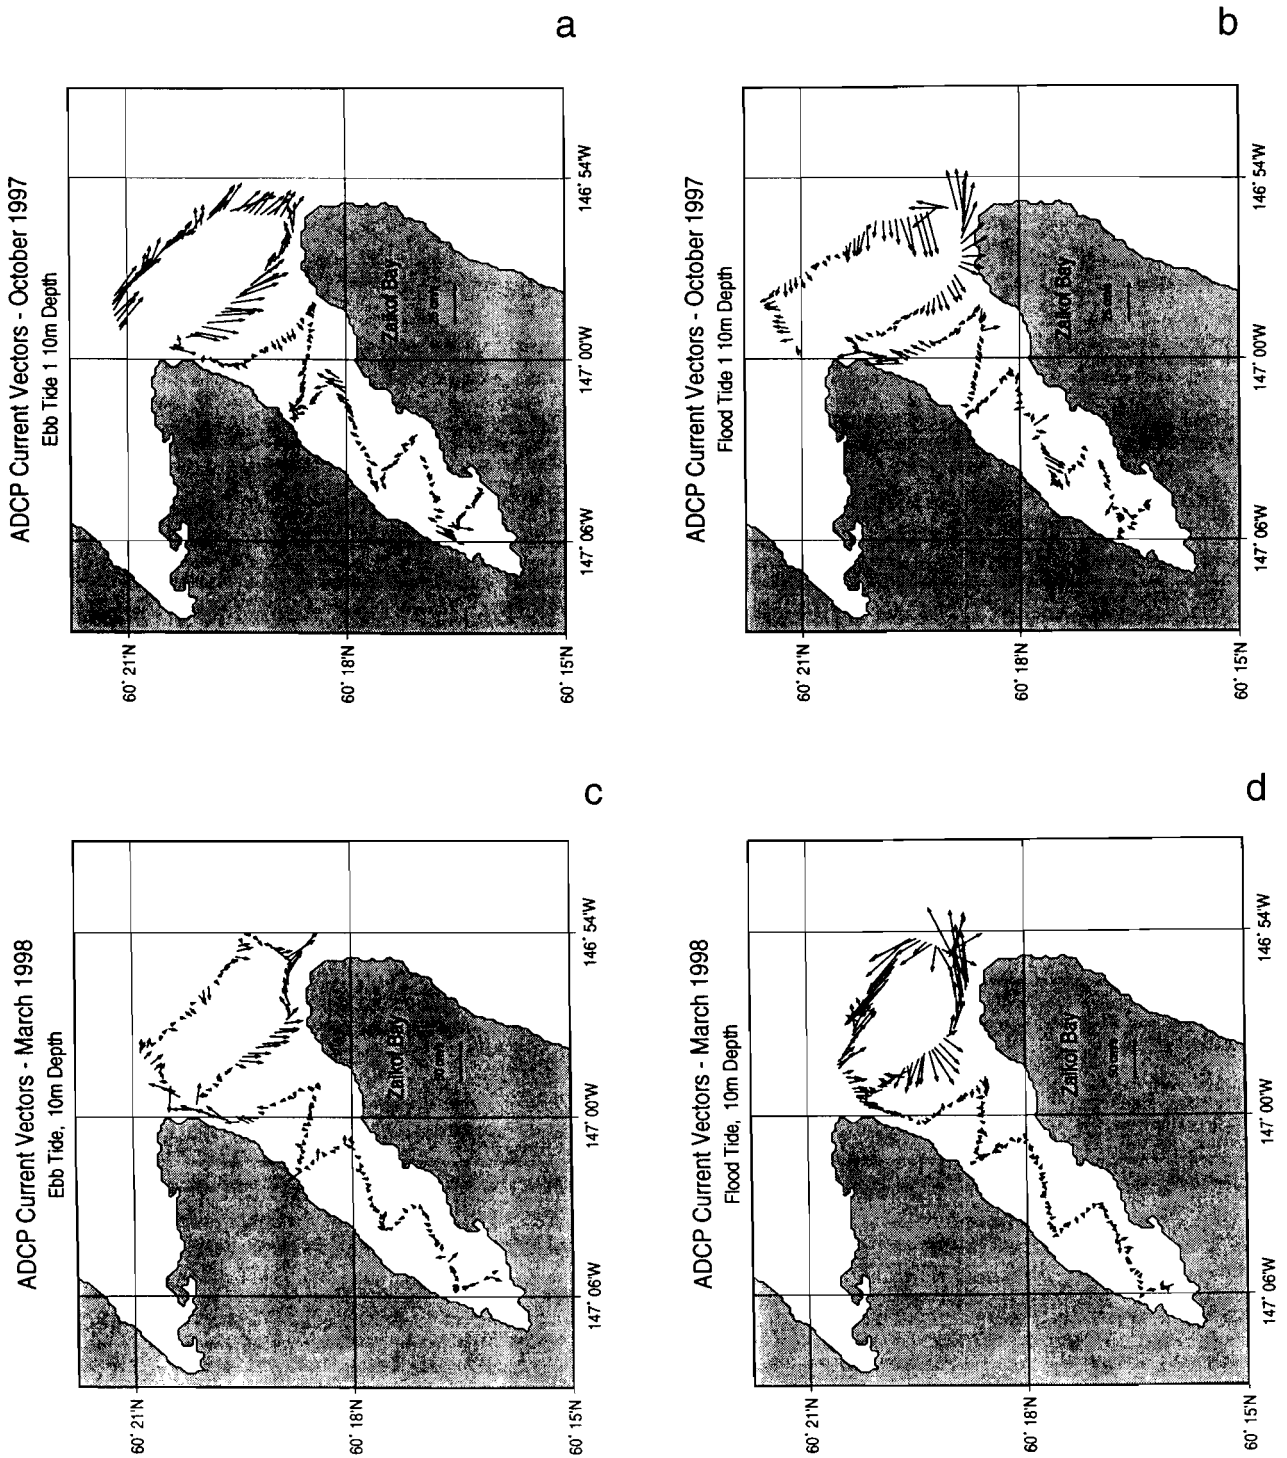 a
ADCP Current Vectors - October 1997
Ebb Tide 1 10m Depth
60° 21'N
60° 18'N
60° 15'N
147° 06'W
147° 00'W
146° 54'W
Zaikof Bay
b
ADCP Current Vectors - October 1997
Flood Tide 1 10m Depth
60° 21'N
60° 18'N
60° 15'N
147° 06'W
147° 00'W
146° 54'W
Zaikof Bay
c
ADCP Current Vectors - March 1998
Ebb Tide, 10m Depth
60° 21'N
60° 18'N
60° 15'N
147° 06'W
147° 00'W
146° 54'W
Zaikof Bay
d
ADCP Current Vectors - March 1998
Flood Tide, 10m Depth
60° 21'N
60° 18'N
60° 15'N
147° 06'W
147° 00'W
146° 54'W
Zaikof Bay
50 cm/s